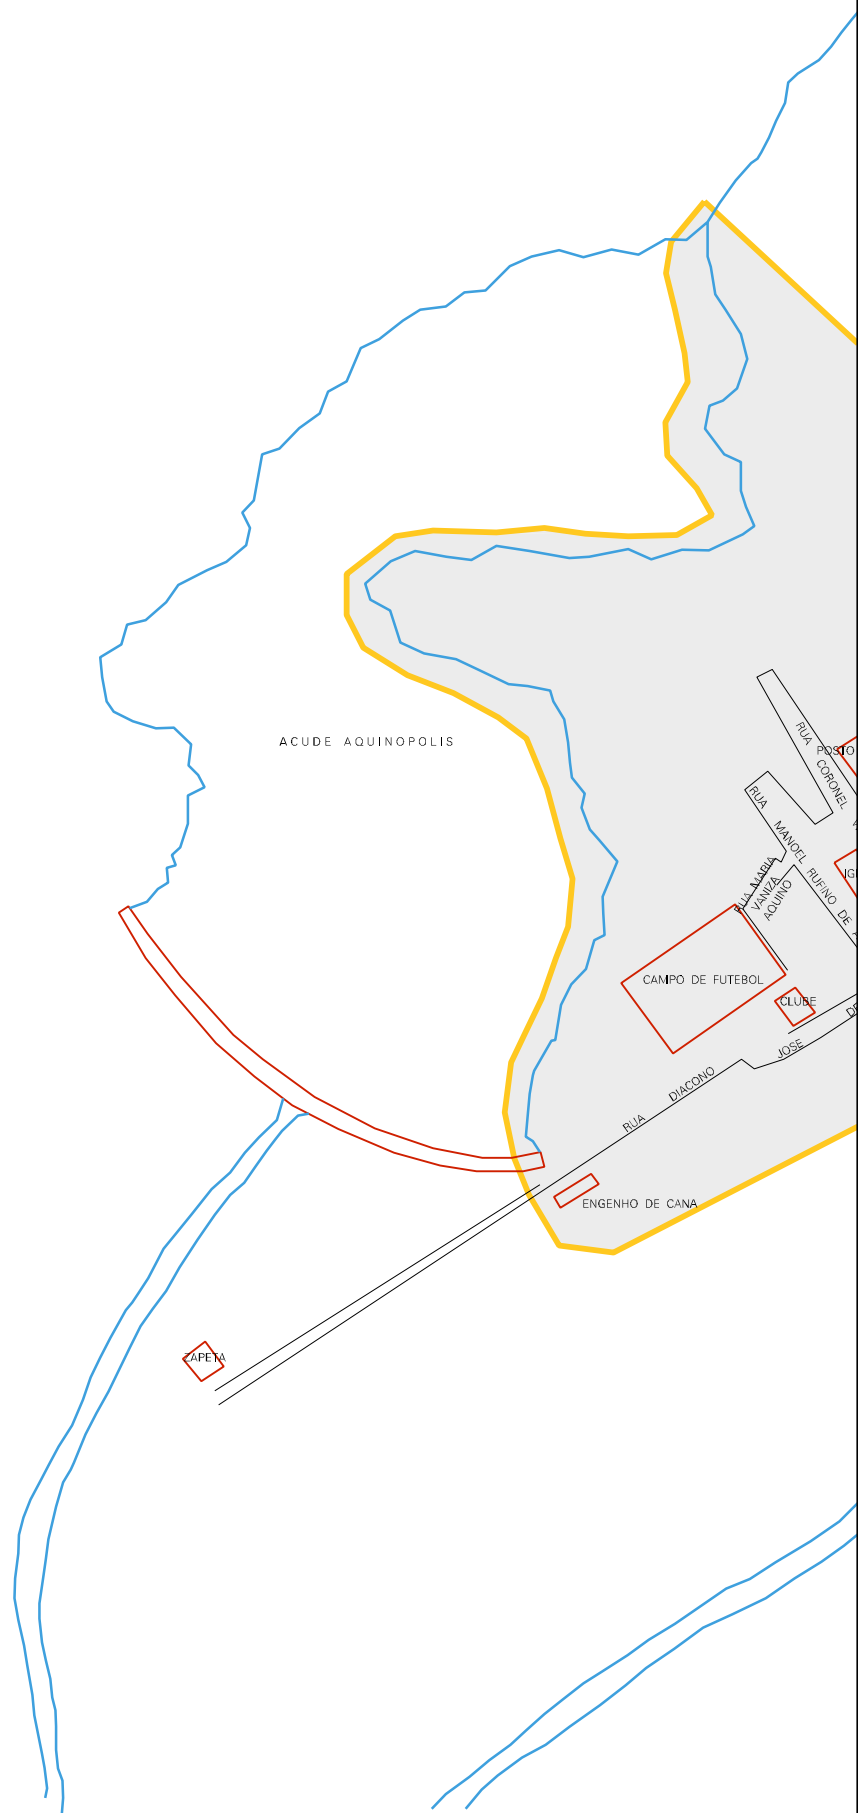 ACUDE AQUINOPOLIS
RUA CORONEL
POSTO
RUA MANOEL RUFINO DE
RUA MARIA
VANIZA
AQUINO
CAMPO DE FUTEBOL
CLUBE
RUA DIACONO JOSE
ENGENHO DE CANA
ZAPETA